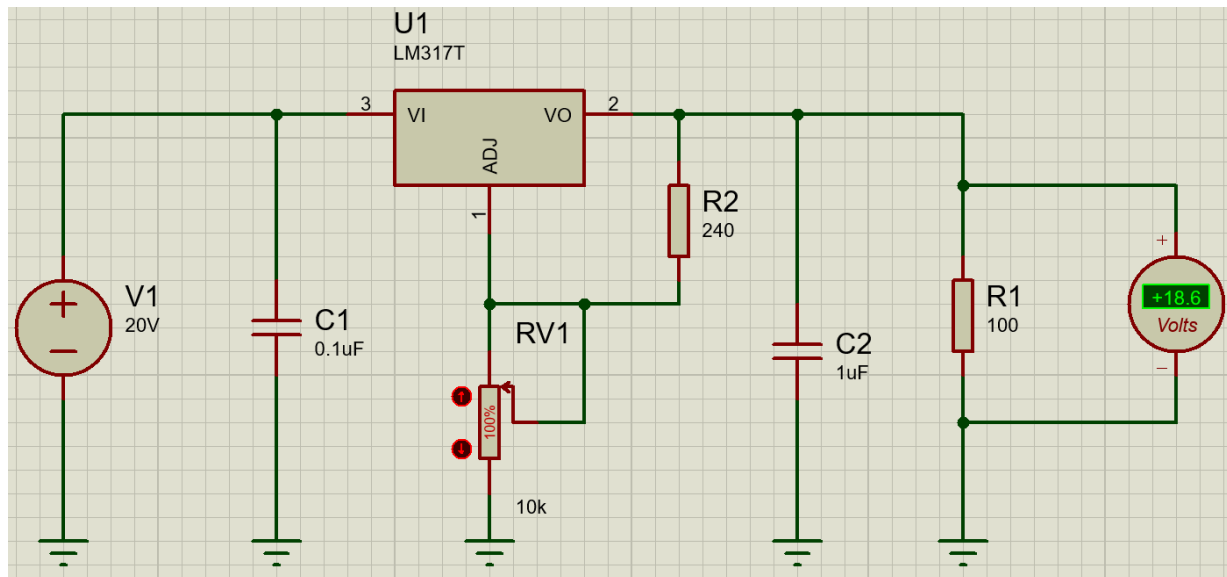 U1
LM317T
3
VI
VO
2
ADJ
1
R2
240
V1
20V
C1
0.1uF
RV1
100%
10k
C2
1uF
R1
100
+
+18.6
Volts
−